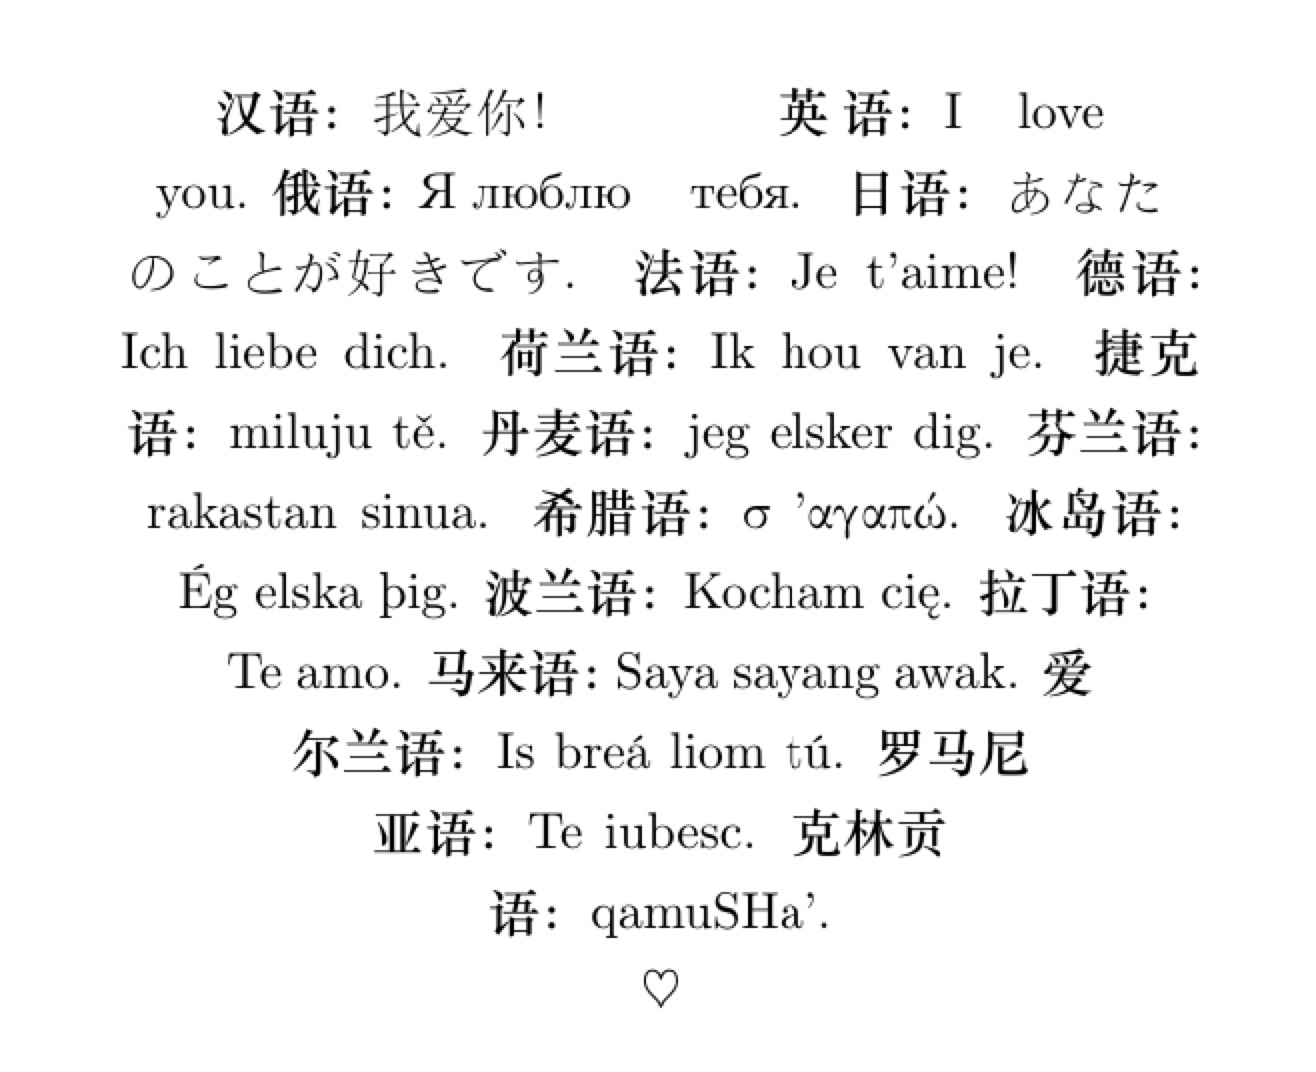 汉语：我爱你！ 英语：I love
you. 俄语：Я люблю тебя. 日语：あなた
のことが好きです. 法语：Je t’aime! 德语：
Ich liebe dich. 荷兰语：Ik hou van je. 捷克
语：miluju tě. 丹麦语：jeg elsker dig. 芬兰语：
rakastan sinua. 希腊语：σ ’αγαπώ. 冰岛语：
Ég elska þig. 波兰语：Kocham cię. 拉丁语：
Te amo. 马来语：Saya sayang awak. 爱
尔兰语：Is breá liom tú. 罗马尼
亚语：Te iubesc. 克林贡
语：qamuSHa’.
♡